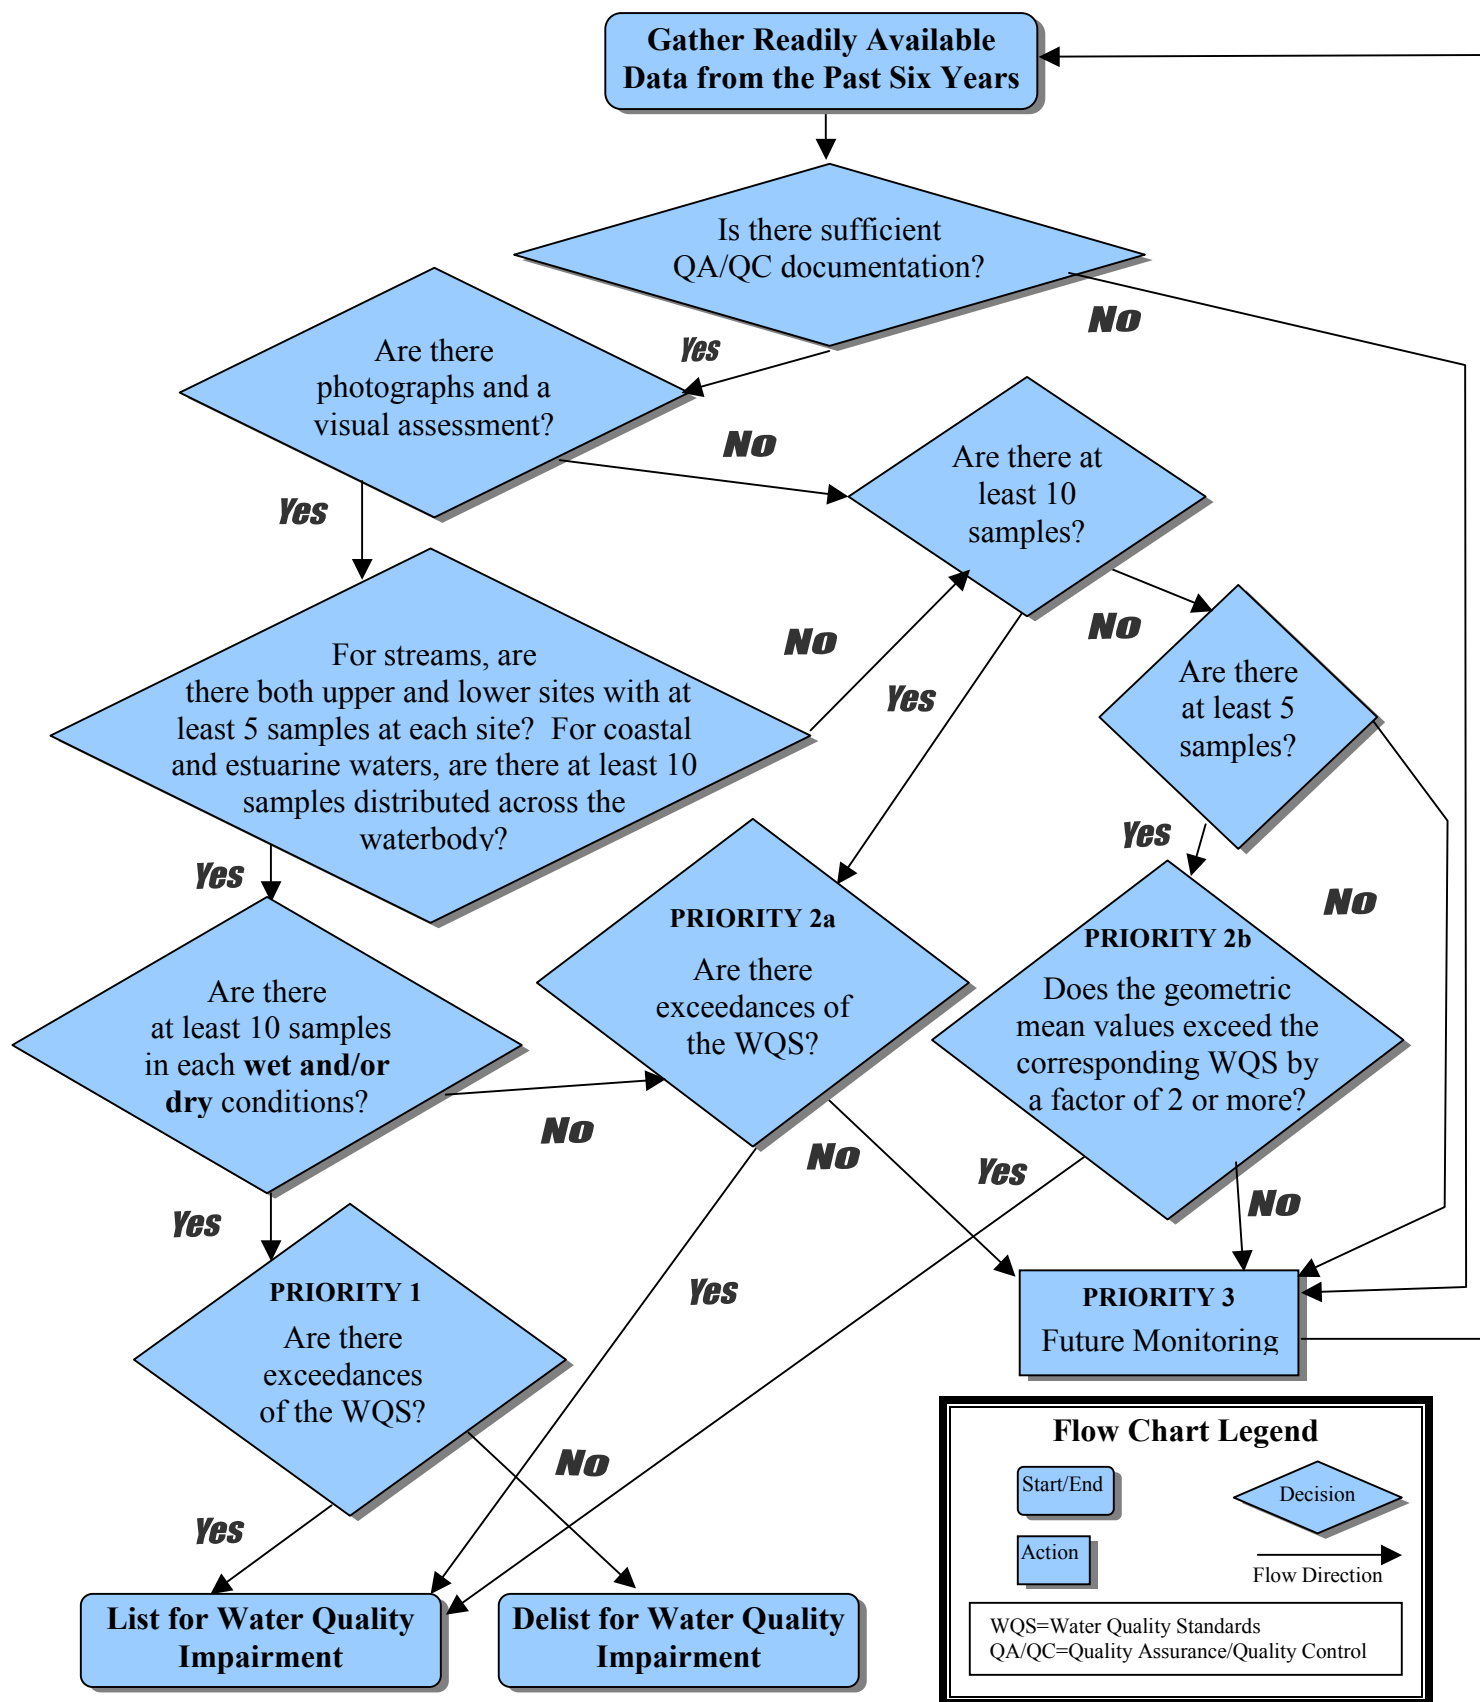 Gather Readily Available
Data from the Past Six Years
Is there sufficient
QA/QC documentation?
No
Yes
Are there
photographs and a
visual assessment?
No
Yes
Are there at
least 10
samples?
No
Yes
For streams, are
there both upper and lower sites with at
least 5 samples at each site?  For coastal
and estuarine waters, are there at least 10
samples distributed across the
waterbody?
No
Yes
Are there
at least 5
samples?
Yes
No
Are there
at least 10 samples
in each wet and/or
dry conditions?
No
Yes
PRIORITY 2a
Are there
exceedances of
the WQS?
No
Yes
PRIORITY 2b
Does the geometric
mean values exceed the
corresponding WQS by
a factor of 2 or more?
Yes
No
PRIORITY 1
Are there
exceedances
of the WQS?
No
Yes
PRIORITY 3
Future Monitoring
List for Water Quality
Impairment
Delist for Water Quality
Impairment
Flow Chart Legend
Start/End
Decision
Action
Flow Direction
WQS=Water Quality Standards
QA/QC=Quality Assurance/Quality Control